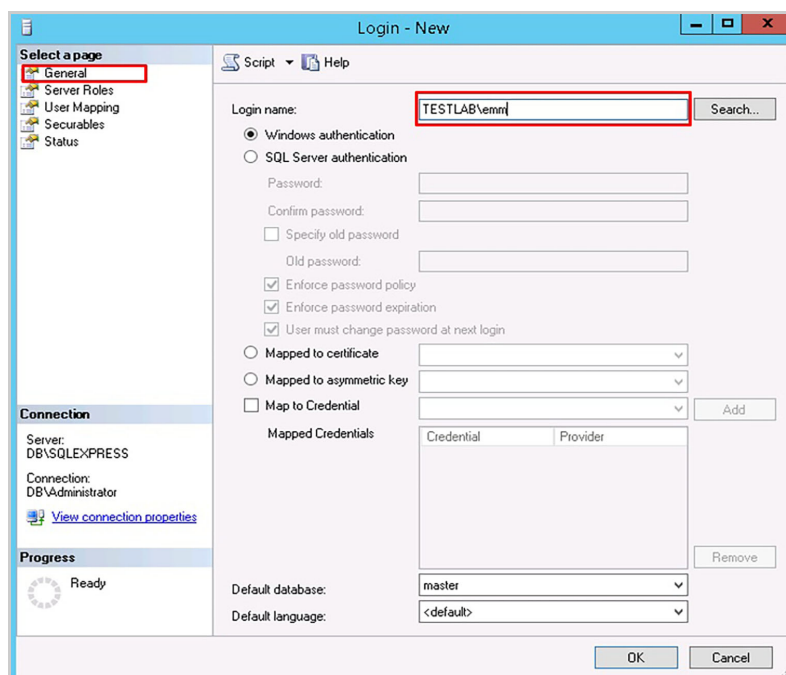 Login - New
Select a page
General
Server Roles
User Mapping
Securables
Status
Script Help
Login name: TESTLAB\emm Search...
Windows authentication
SQL Server authentication
Password:
Confirm password:
Specify old password
Old password:
Enforce password policy
Enforce password expiration
User must change password at next login
Mapped to certificate
Mapped to asymmetric key
Map to Credential Add
Mapped Credentials Credential Provider
Remove
Default database: master
Default language: <default>
Connection
Server:
DB\SQLEXPRESS
Connection:
DB\Administrator
View connection properties
Progress
Ready
OK Cancel